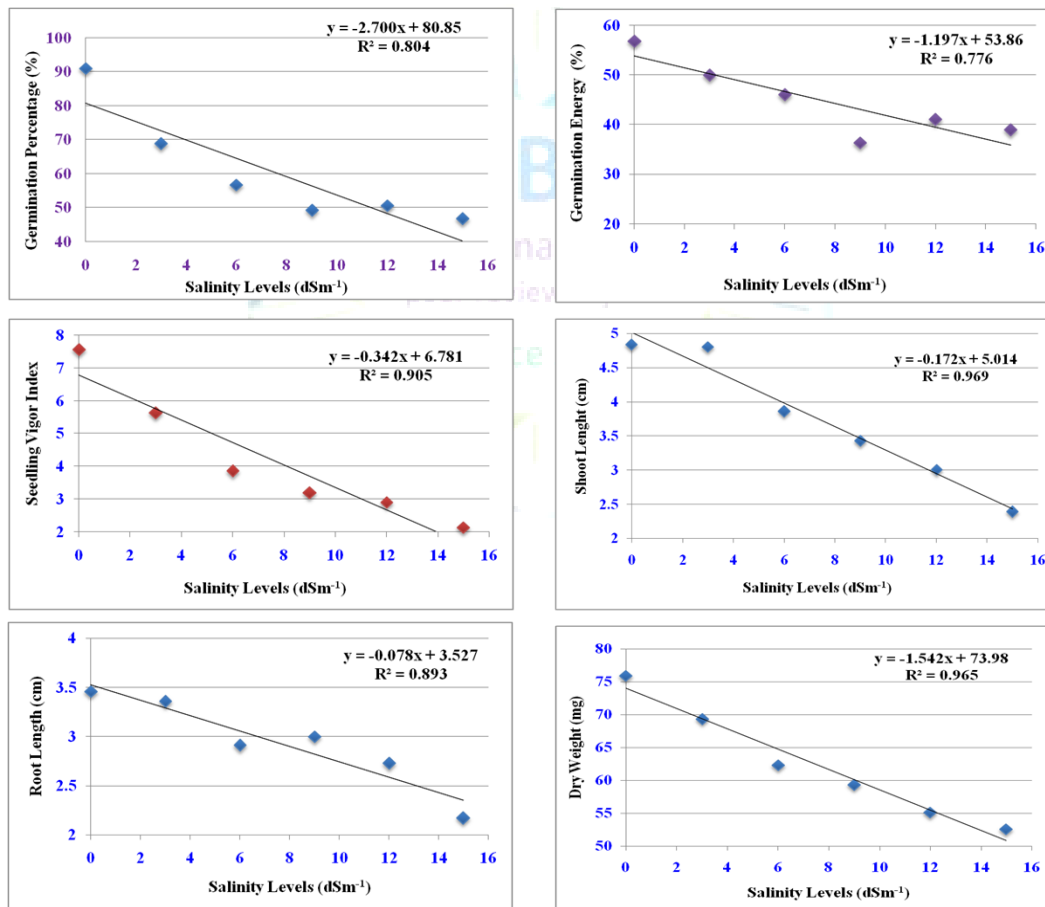 y = -2.700x + 80.85
R² = 0.804
Germination Percentage (%)
100
90
80
70
60
50
40
0 2 4 6 8 10 12 14 16
Salinity Levels (dSm⁻¹)
y = -1.197x + 53.86
R² = 0.776
Germination Energy (%)
60
50
40
30
20
0 2 4 6 8 10 12 14 16
Salinity Levels (dSm⁻¹)
y = -0.342x + 6.781
R² = 0.905
Seedling Vigor Index
8
7
6
5
4
3
2
0 2 4 6 8 10 12 14 16
Salinity Levels (dSm⁻¹)
y = -0.172x + 5.014
R² = 0.969
Shoot Lenght (cm)
5
4.5
4
3.5
3
2.5
2
0 2 4 6 8 10 12 14 16
Salinity Levels (dSm⁻¹)
y = -0.078x + 3.527
R² = 0.893
Root Length (cm)
4
3.5
3
2.5
2
0 2 4 6 8 10 12 14 16
Salinity Levels (dSm⁻¹)
y = -1.542x + 73.98
R² = 0.965
Dry Weight (mg)
80
75
70
65
60
55
50
0 2 4 6 8 10 12 14 16
Salinity Levels (dSm⁻¹)